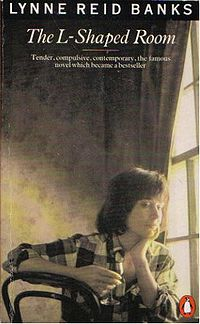 LYNNE REID BANKS
The L-Shaped Room
Tender, compulsive, contemporary, the famous
novel which became a bestseller